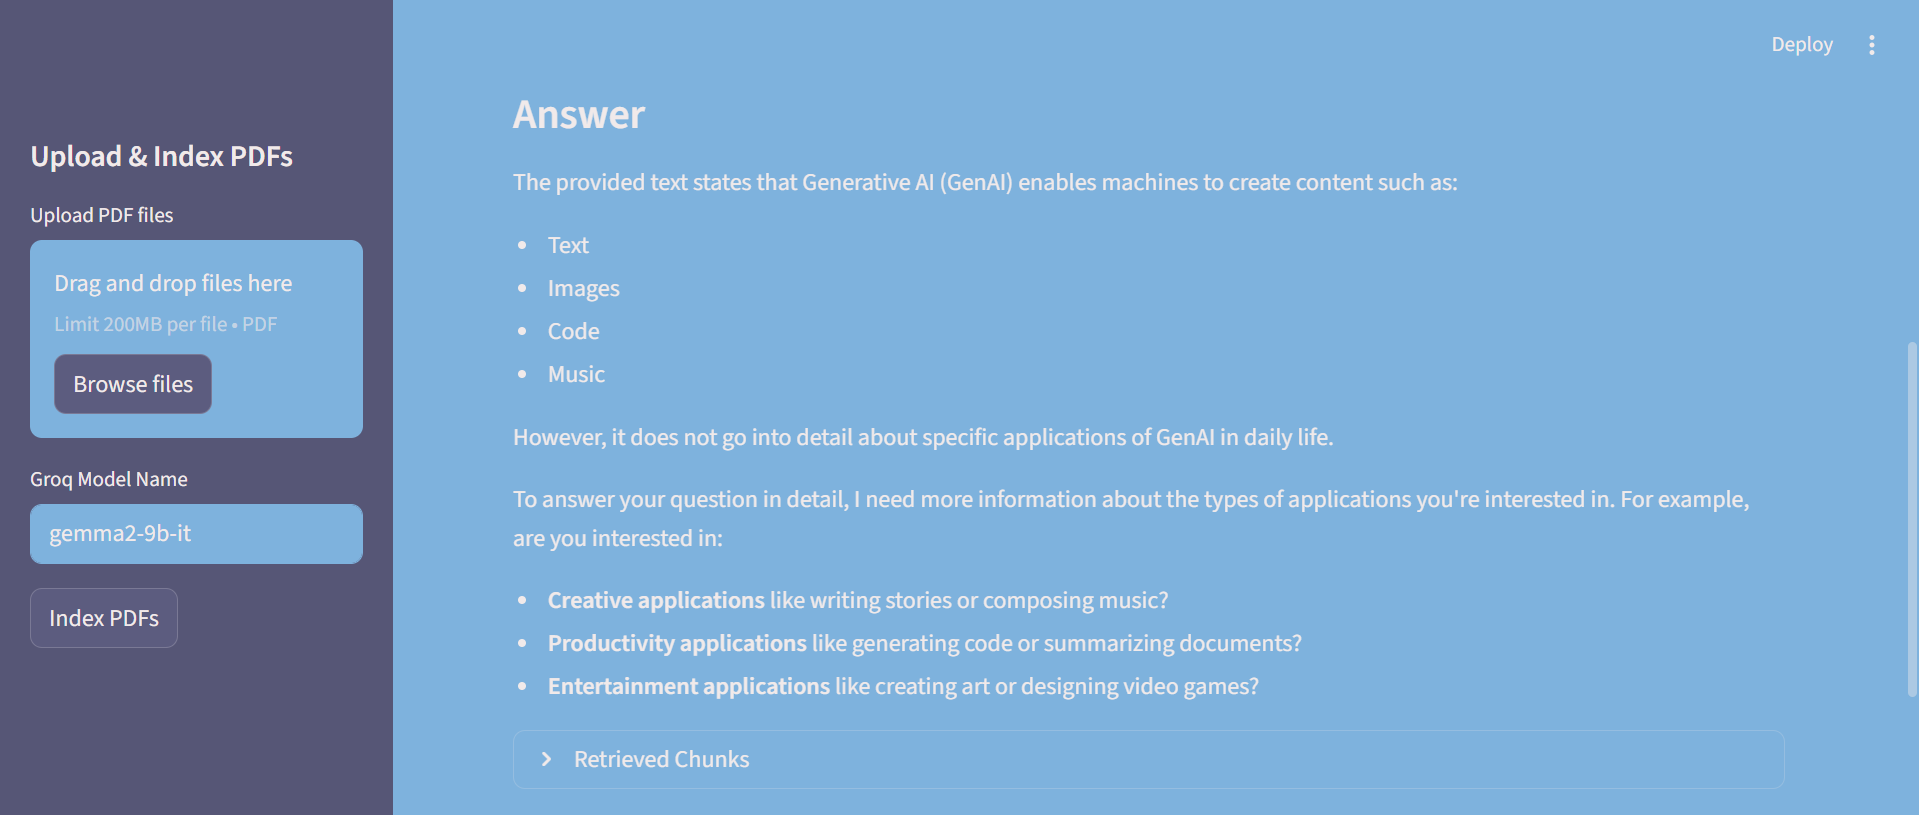 Deploy
Upload & Index PDFs
Upload PDF files
Drag and drop files here
Limit 200MB per file • PDF
Browse files
Groq Model Name
gemma2-9b-it
Index PDFs
Answer
The provided text states that Generative AI (GenAI) enables machines to create content such as:
• Text
• Images
• Code
• Music
However, it does not go into detail about specific applications of GenAI in daily life.
To answer your question in detail, I need more information about the types of applications you're interested in. For example,
are you interested in:
• Creative applications like writing stories or composing music?
• Productivity applications like generating code or summarizing documents?
• Entertainment applications like creating art or designing video games?
Retrieved Chunks